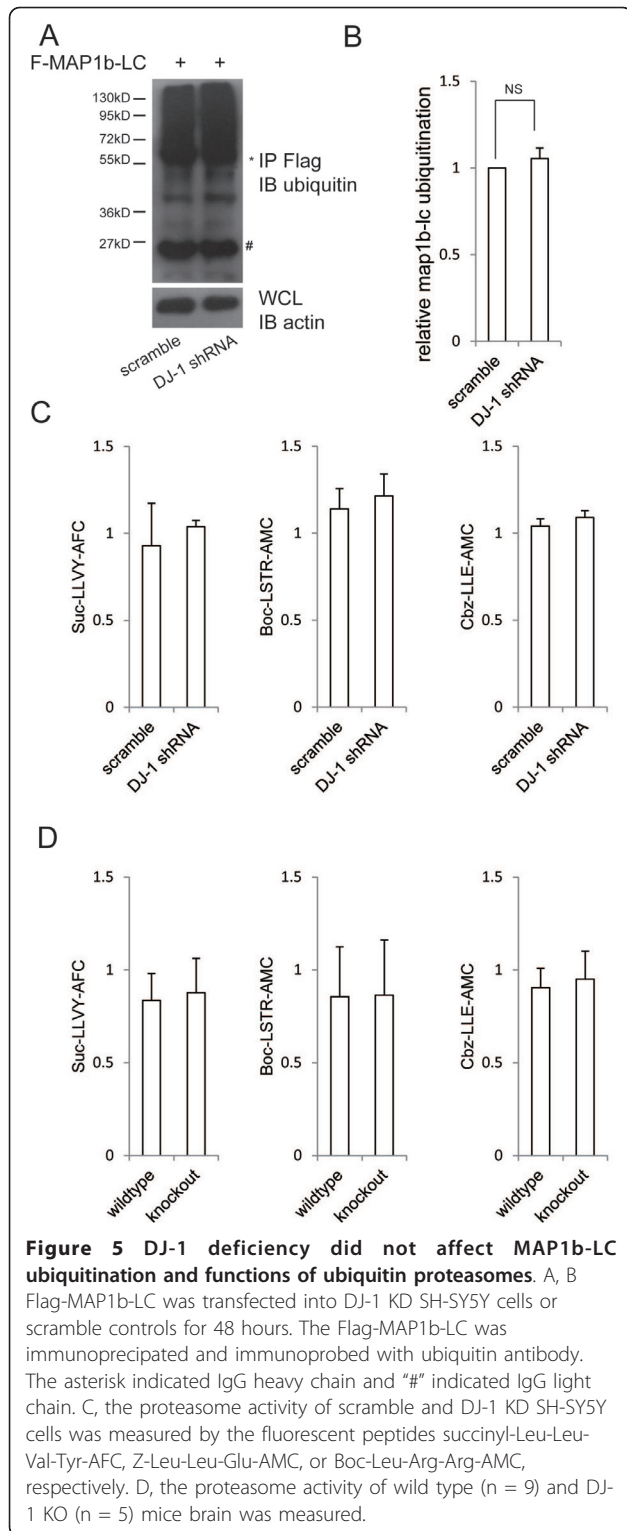 A
F-MAP1b-LC + +
130kD
95kD
72kD
55kD
36kD
27kD
* IP Flag
IB ubiquitin
#
WCL
IB actin
scramble
DJ-1 shRNA
B
relative map1b-lc ubiquitination
1.5
1
0.5
0
NS
scramble
DJ-1 shRNA
C
Suc-LLVY-AFC
1.5
1
0.5
0
scramble
DJ-1 shRNA
Boc-LSTR-AMC
1.5
1
0.5
0
scramble
DJ-1 shRNA
Cbz-LLE-AMC
1.5
1
0.5
0
scramble
DJ-1 shRNA
D
Suc-LLVY-AFC
1.5
1
0.5
0
wildtype
knockout
Boc-LSTR-AMC
1.5
1
0.5
0
wildtype
knockout
Cbz-LLE-AMC
1.5
1
0.5
0
wildtype
knockout
Figure 5 DJ-1 deficiency did not affect MAP1b-LC
ubiquitination and functions of ubiquitin proteasomes. A, B
Flag-MAP1b-LC was transfected into DJ-1 KD SH-SY5Y cells or
scramble controls for 48 hours. The Flag-MAP1b-LC was
immunoprecipated and immunoprobed with ubiquitin antibody.
The asterisk indicated IgG heavy chain and "#" indicated IgG light
chain. C, the proteasome activity of scramble and DJ-1 KD SH-SY5Y
cells was measured by the fluorescent peptides succinyl-Leu-Leu-
Val-Tyr-AFC, Z-Leu-Leu-Glu-AMC, or Boc-Leu-Arg-Arg-AMC,
respectively. D, the proteasome activity of wild type (n = 9) and DJ-
1 KO (n = 5) mice brain was measured.